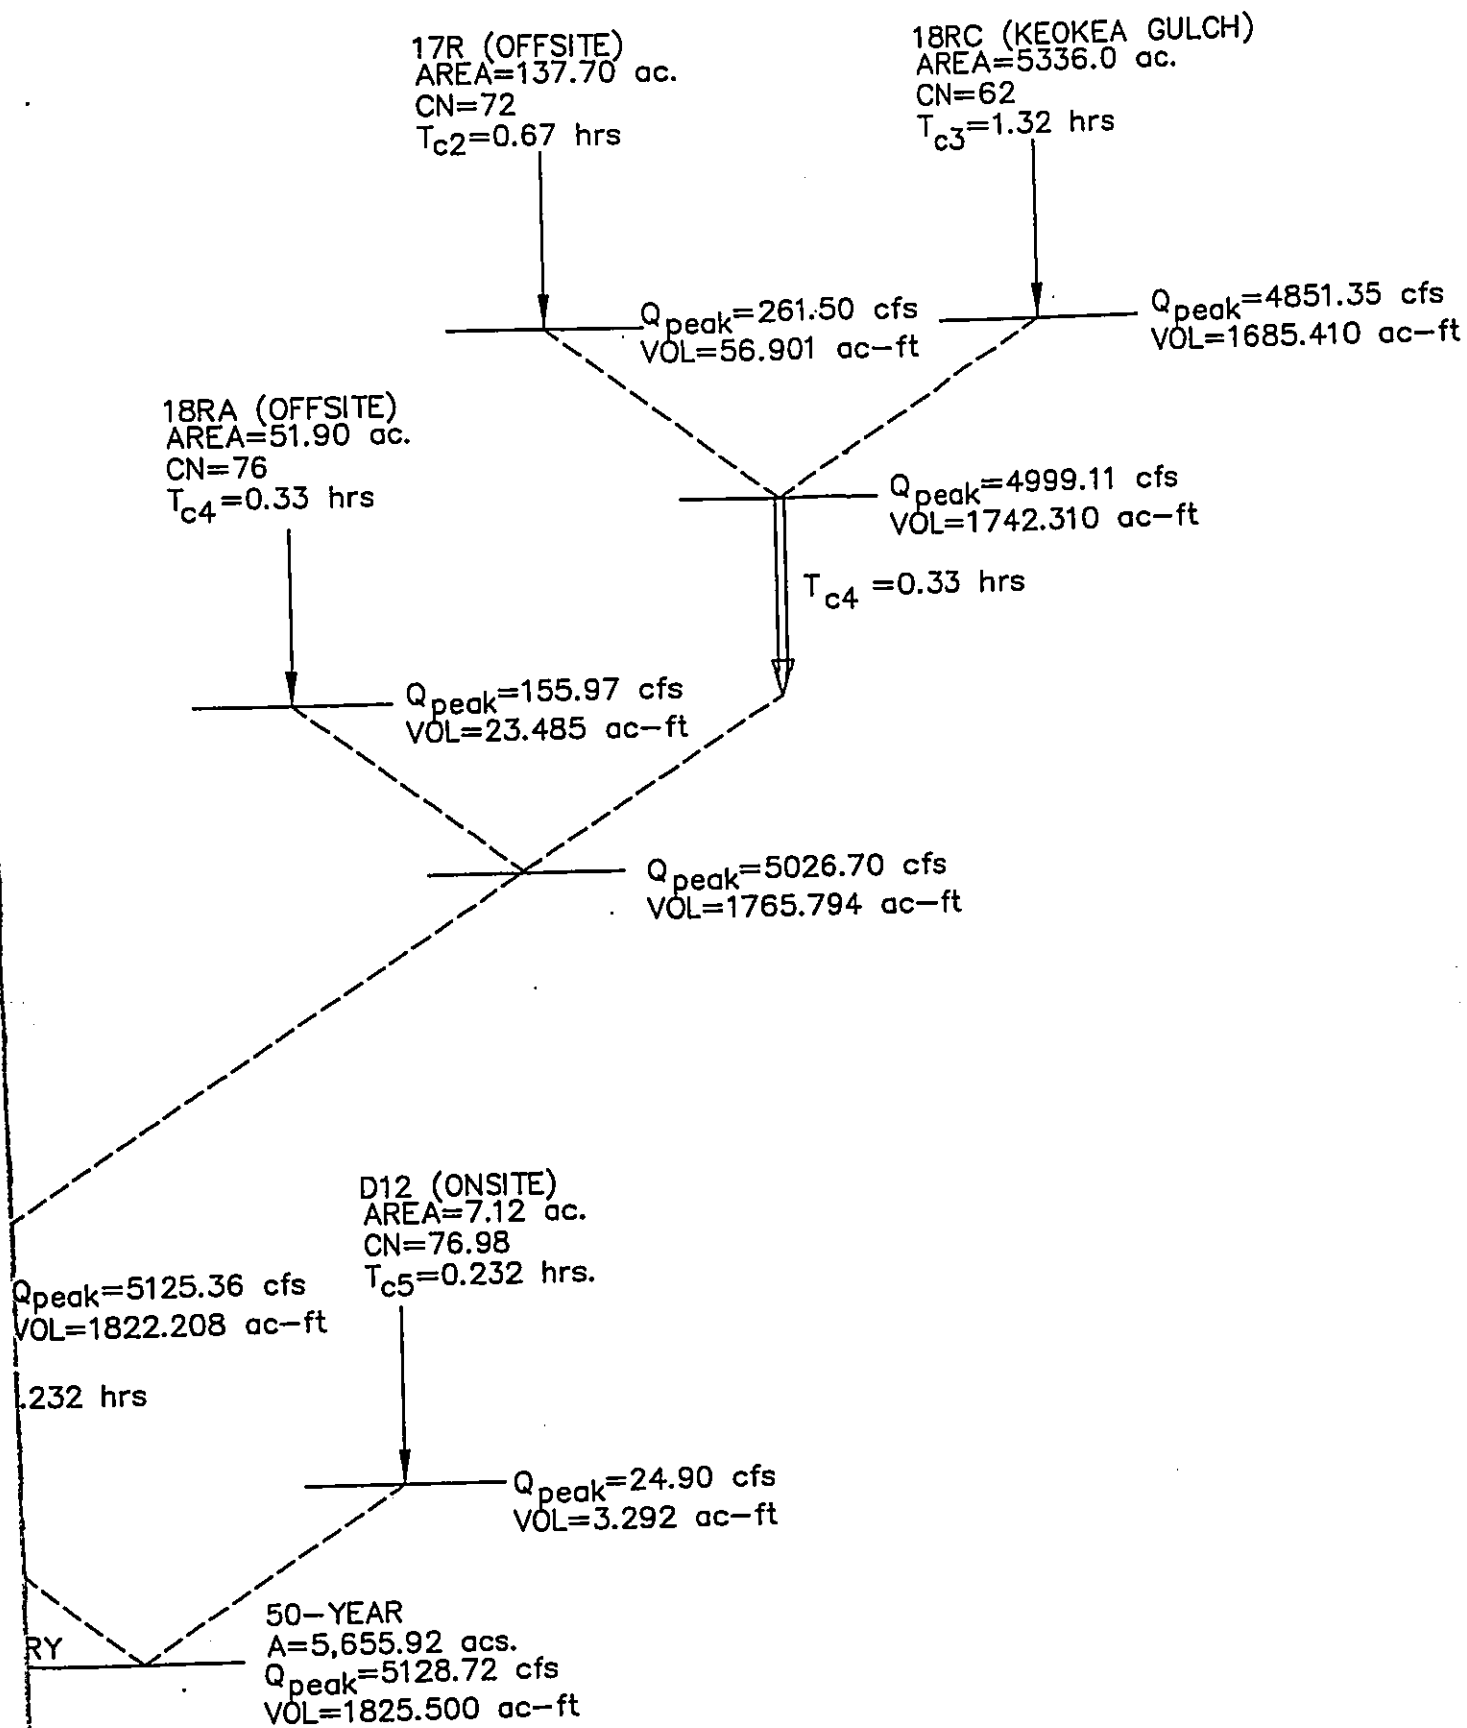 17R (OFFSITE)
AREA=137.70 ac.
CN=72
Tc2=0.67 hrs
18RC (KEOKEA GULCH)
AREA=5336.0 ac.
CN=62
Tc3=1.32 hrs
Qpeak=261.50 cfs
VOL=56.901 ac-ft
Qpeak=4851.35 cfs
VOL=1685.410 ac-ft
18RA (OFFSITE)
AREA=51.90 ac.
CN=76
Tc4=0.33 hrs
Qpeak=4999.11 cfs
VOL=1742.310 ac-ft
Tc4 =0.33 hrs
Qpeak=155.97 cfs
VOL=23.485 ac-ft
Qpeak=5026.70 cfs
VOL=1765.794 ac-ft
D12 (ONSITE)
AREA=7.12 ac.
CN=76.98
Tc5=0.232 hrs.
Qpeak=5125.36 cfs
VOL=1822.208 ac-ft
.232 hrs
Qpeak=24.90 cfs
VOL=3.292 ac-ft
50-YEAR
A=5,655.92 acs.
Qpeak=5128.72 cfs
VOL=1825.500 ac-ft
RY